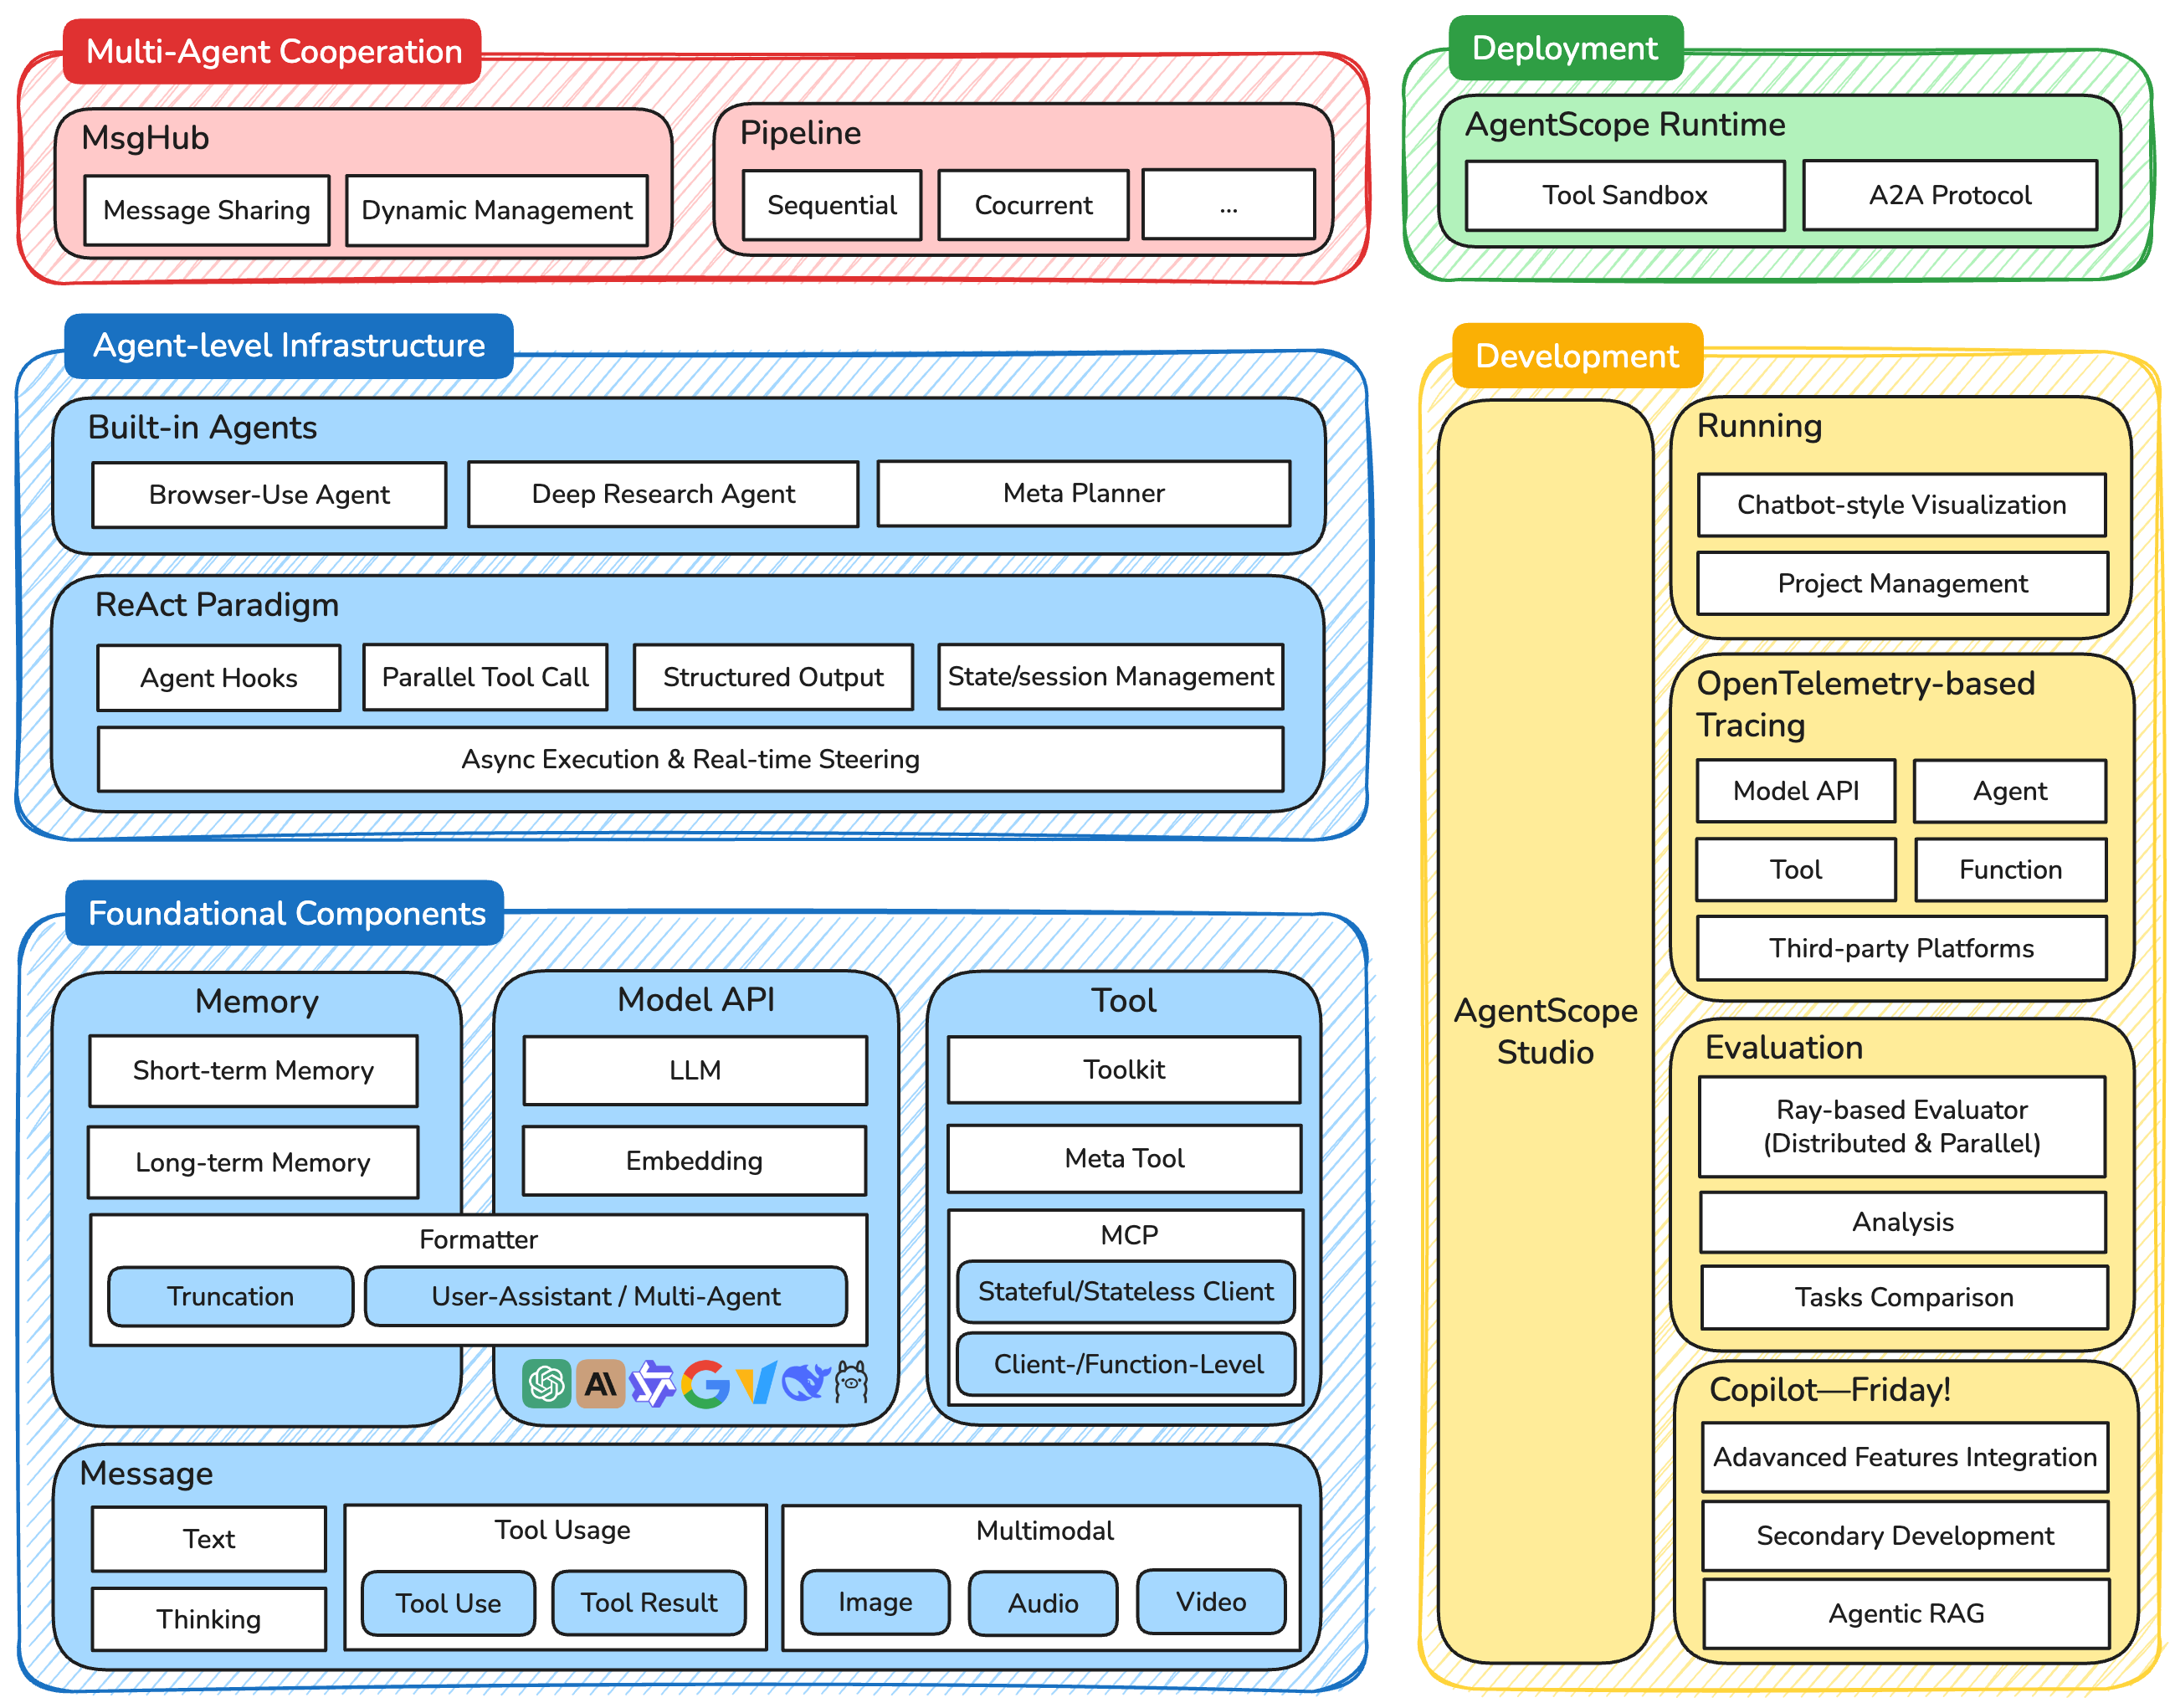 Multi-Agent Cooperation
MsgHub
Message Sharing
Dynamic Management
Pipeline
Sequential
Cocurrent
...
Deployment
AgentScope Runtime
Tool Sandbox
A2A Protocol
Agent-level Infrastructure
Built-in Agents
Browser-Use Agent
Deep Research Agent
Meta Planner
ReAct Paradigm
Agent Hooks
Parallel Tool Call
Structured Output
State/session Management
Async Execution & Real-time Steering
Foundational Components
Memory
Short-term Memory
Long-term Memory
Model API
LLM
Embedding
Formatter
Truncation
User-Assistant / Multi-Agent
Tool
Toolkit
Meta Tool
MCP
Stateful/Stateless Client
Client-/Function-Level
Message
Text
Thinking
Tool Usage
Tool Use
Tool Result
Multimodal
Image
Audio
Video
Development
AgentScope
Studio
Running
Chatbot-style Visualization
Project Management
OpenTelemetry-based
Tracing
Model API
Agent
Tool
Function
Third-party Platforms
Evaluation
Ray-based Evaluator
(Distributed & Parallel)
Analysis
Tasks Comparison
Copilot—Friday!
Adavanced Features Integration
Secondary Development
Agentic RAG